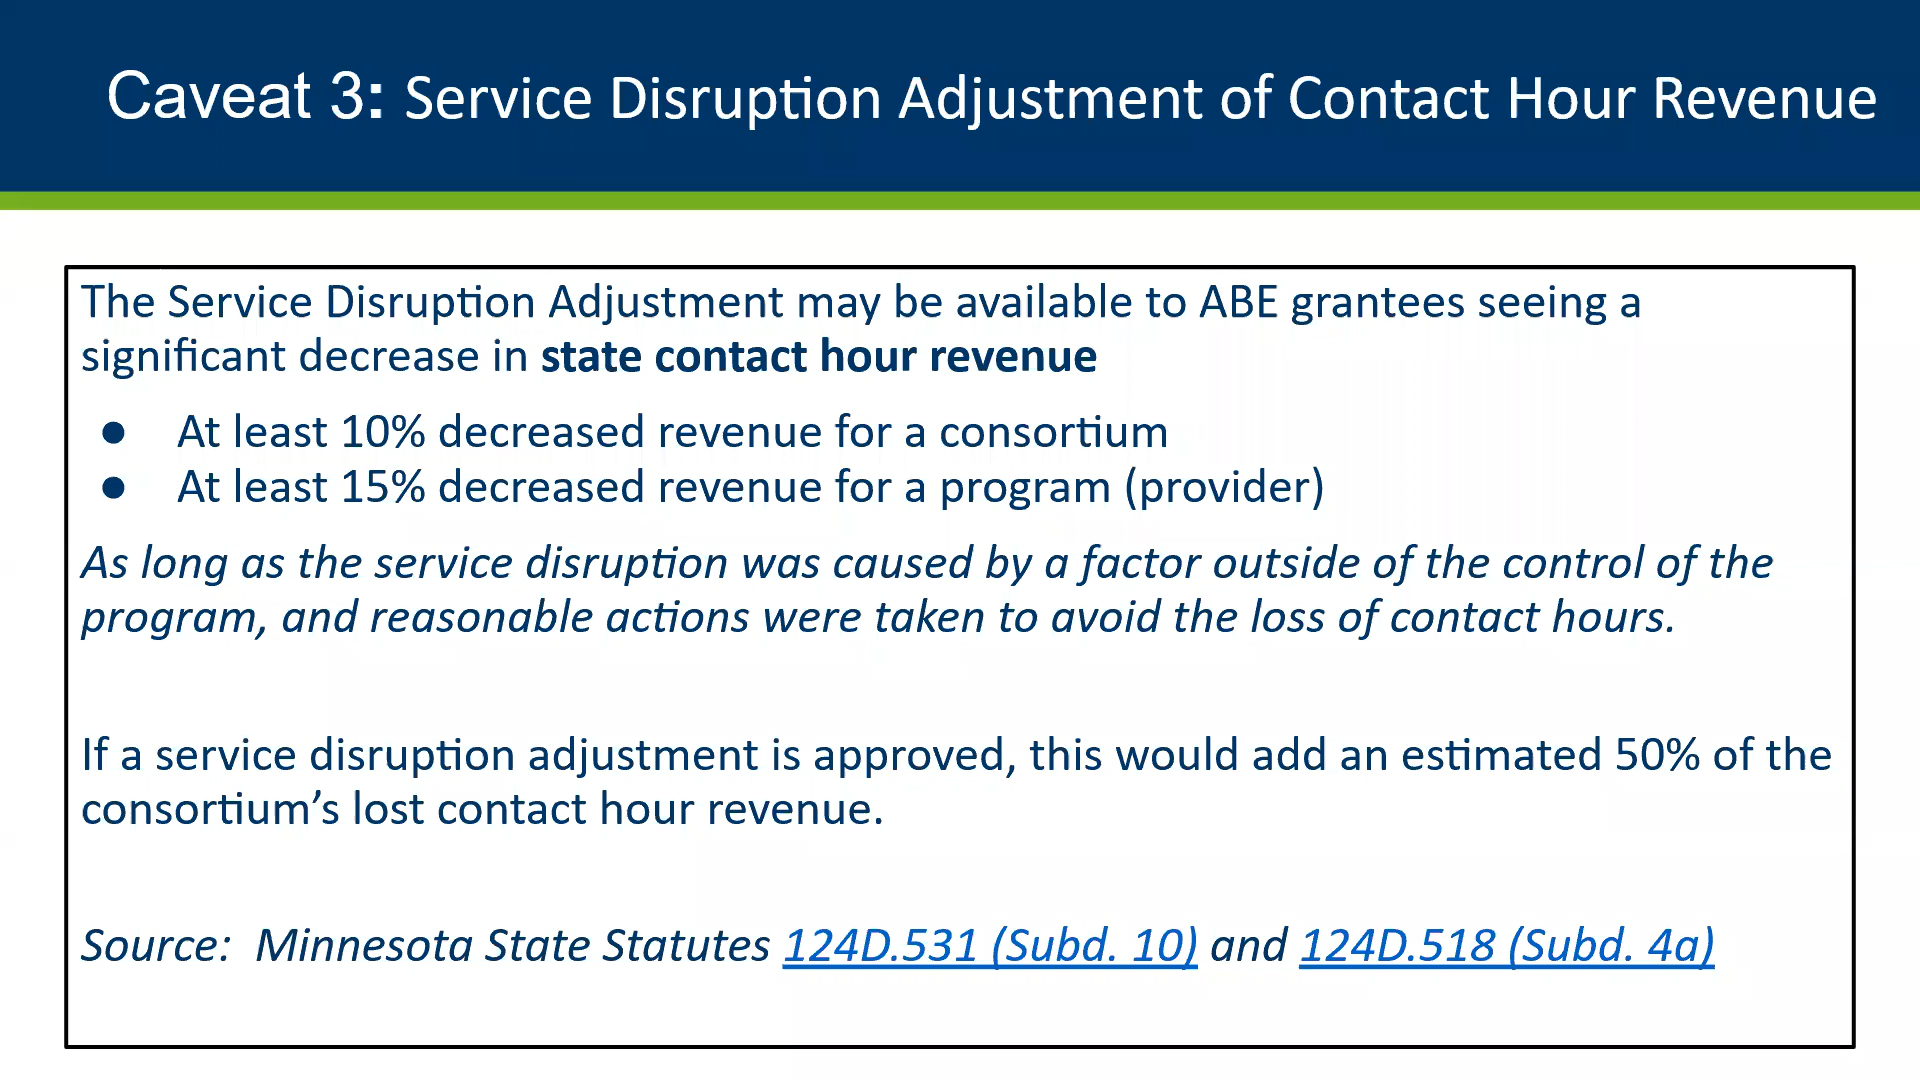 Caveat 3: Service Disruption Adjustment of Contact Hour Revenue
The Service Disruption Adjustment may be available to ABE grantees seeing a
significant decrease in state contact hour revenue
● At least 10% decreased revenue for a consortium
● At least 15% decreased revenue for a program (provider)
As long as the service disruption was caused by a factor outside of the control of the
program, and reasonable actions were taken to avoid the loss of contact hours.
If a service disruption adjustment is approved, this would add an estimated 50% of the
consortium’s lost contact hour revenue.
Source:  Minnesota State Statutes 124D.531 (Subd. 10) and 124D.518 (Subd. 4a)